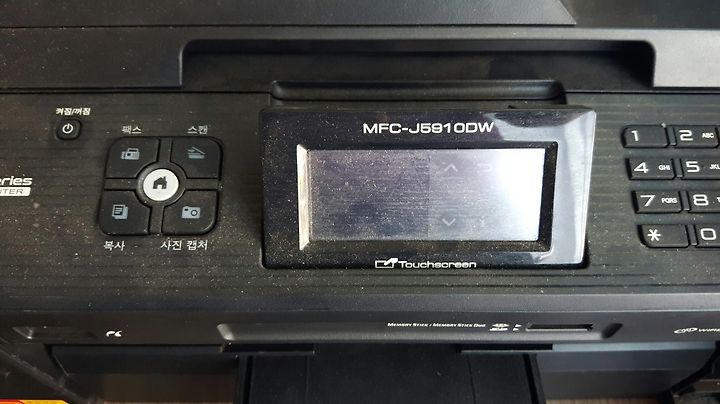 켜짐/꺼짐
팩스
스캔
MFC-J5910DW
1
2 ABC
4 GHI
5
7 PQRS
8
*
0
eries
복사
사진 캡처
Touchscreen
MEMORY STICK / MEMORY STICK DUO